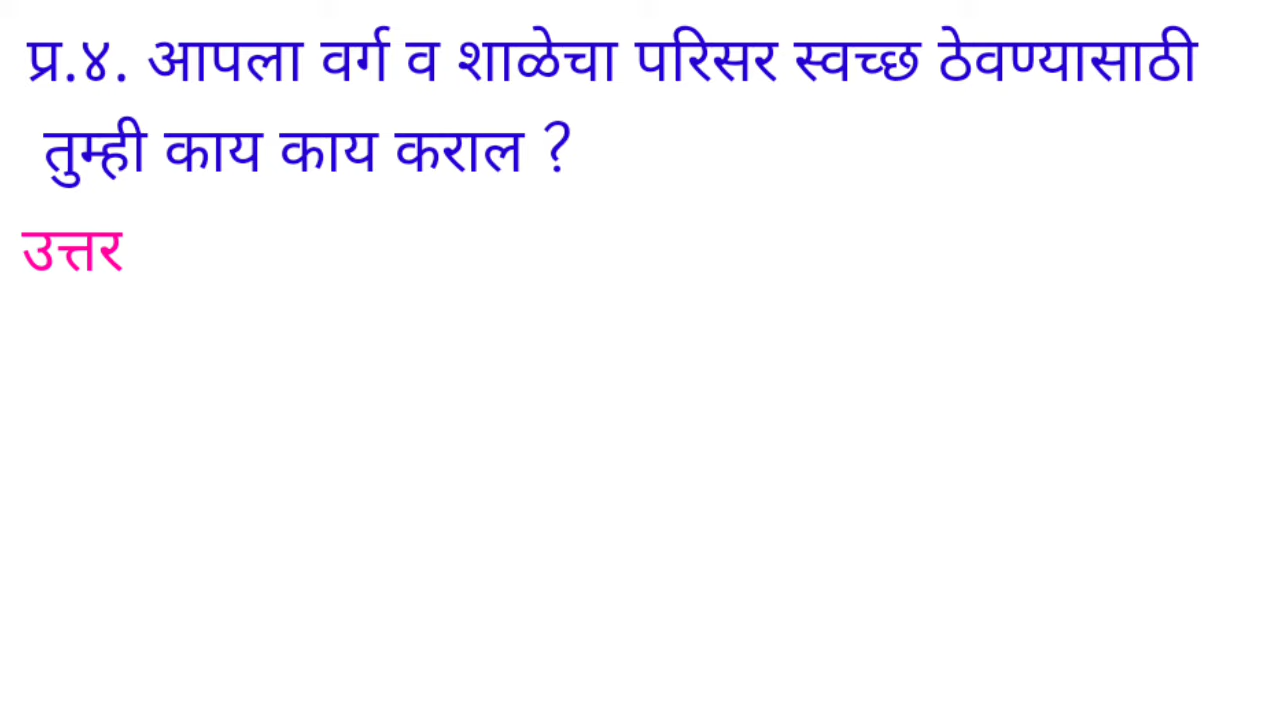 प्र.४. आपला वर्ग व शाळेचा परिसर स्वच्छ ठेवण्यासाठी
तुम्ही काय काय कराल ?
उत्तर